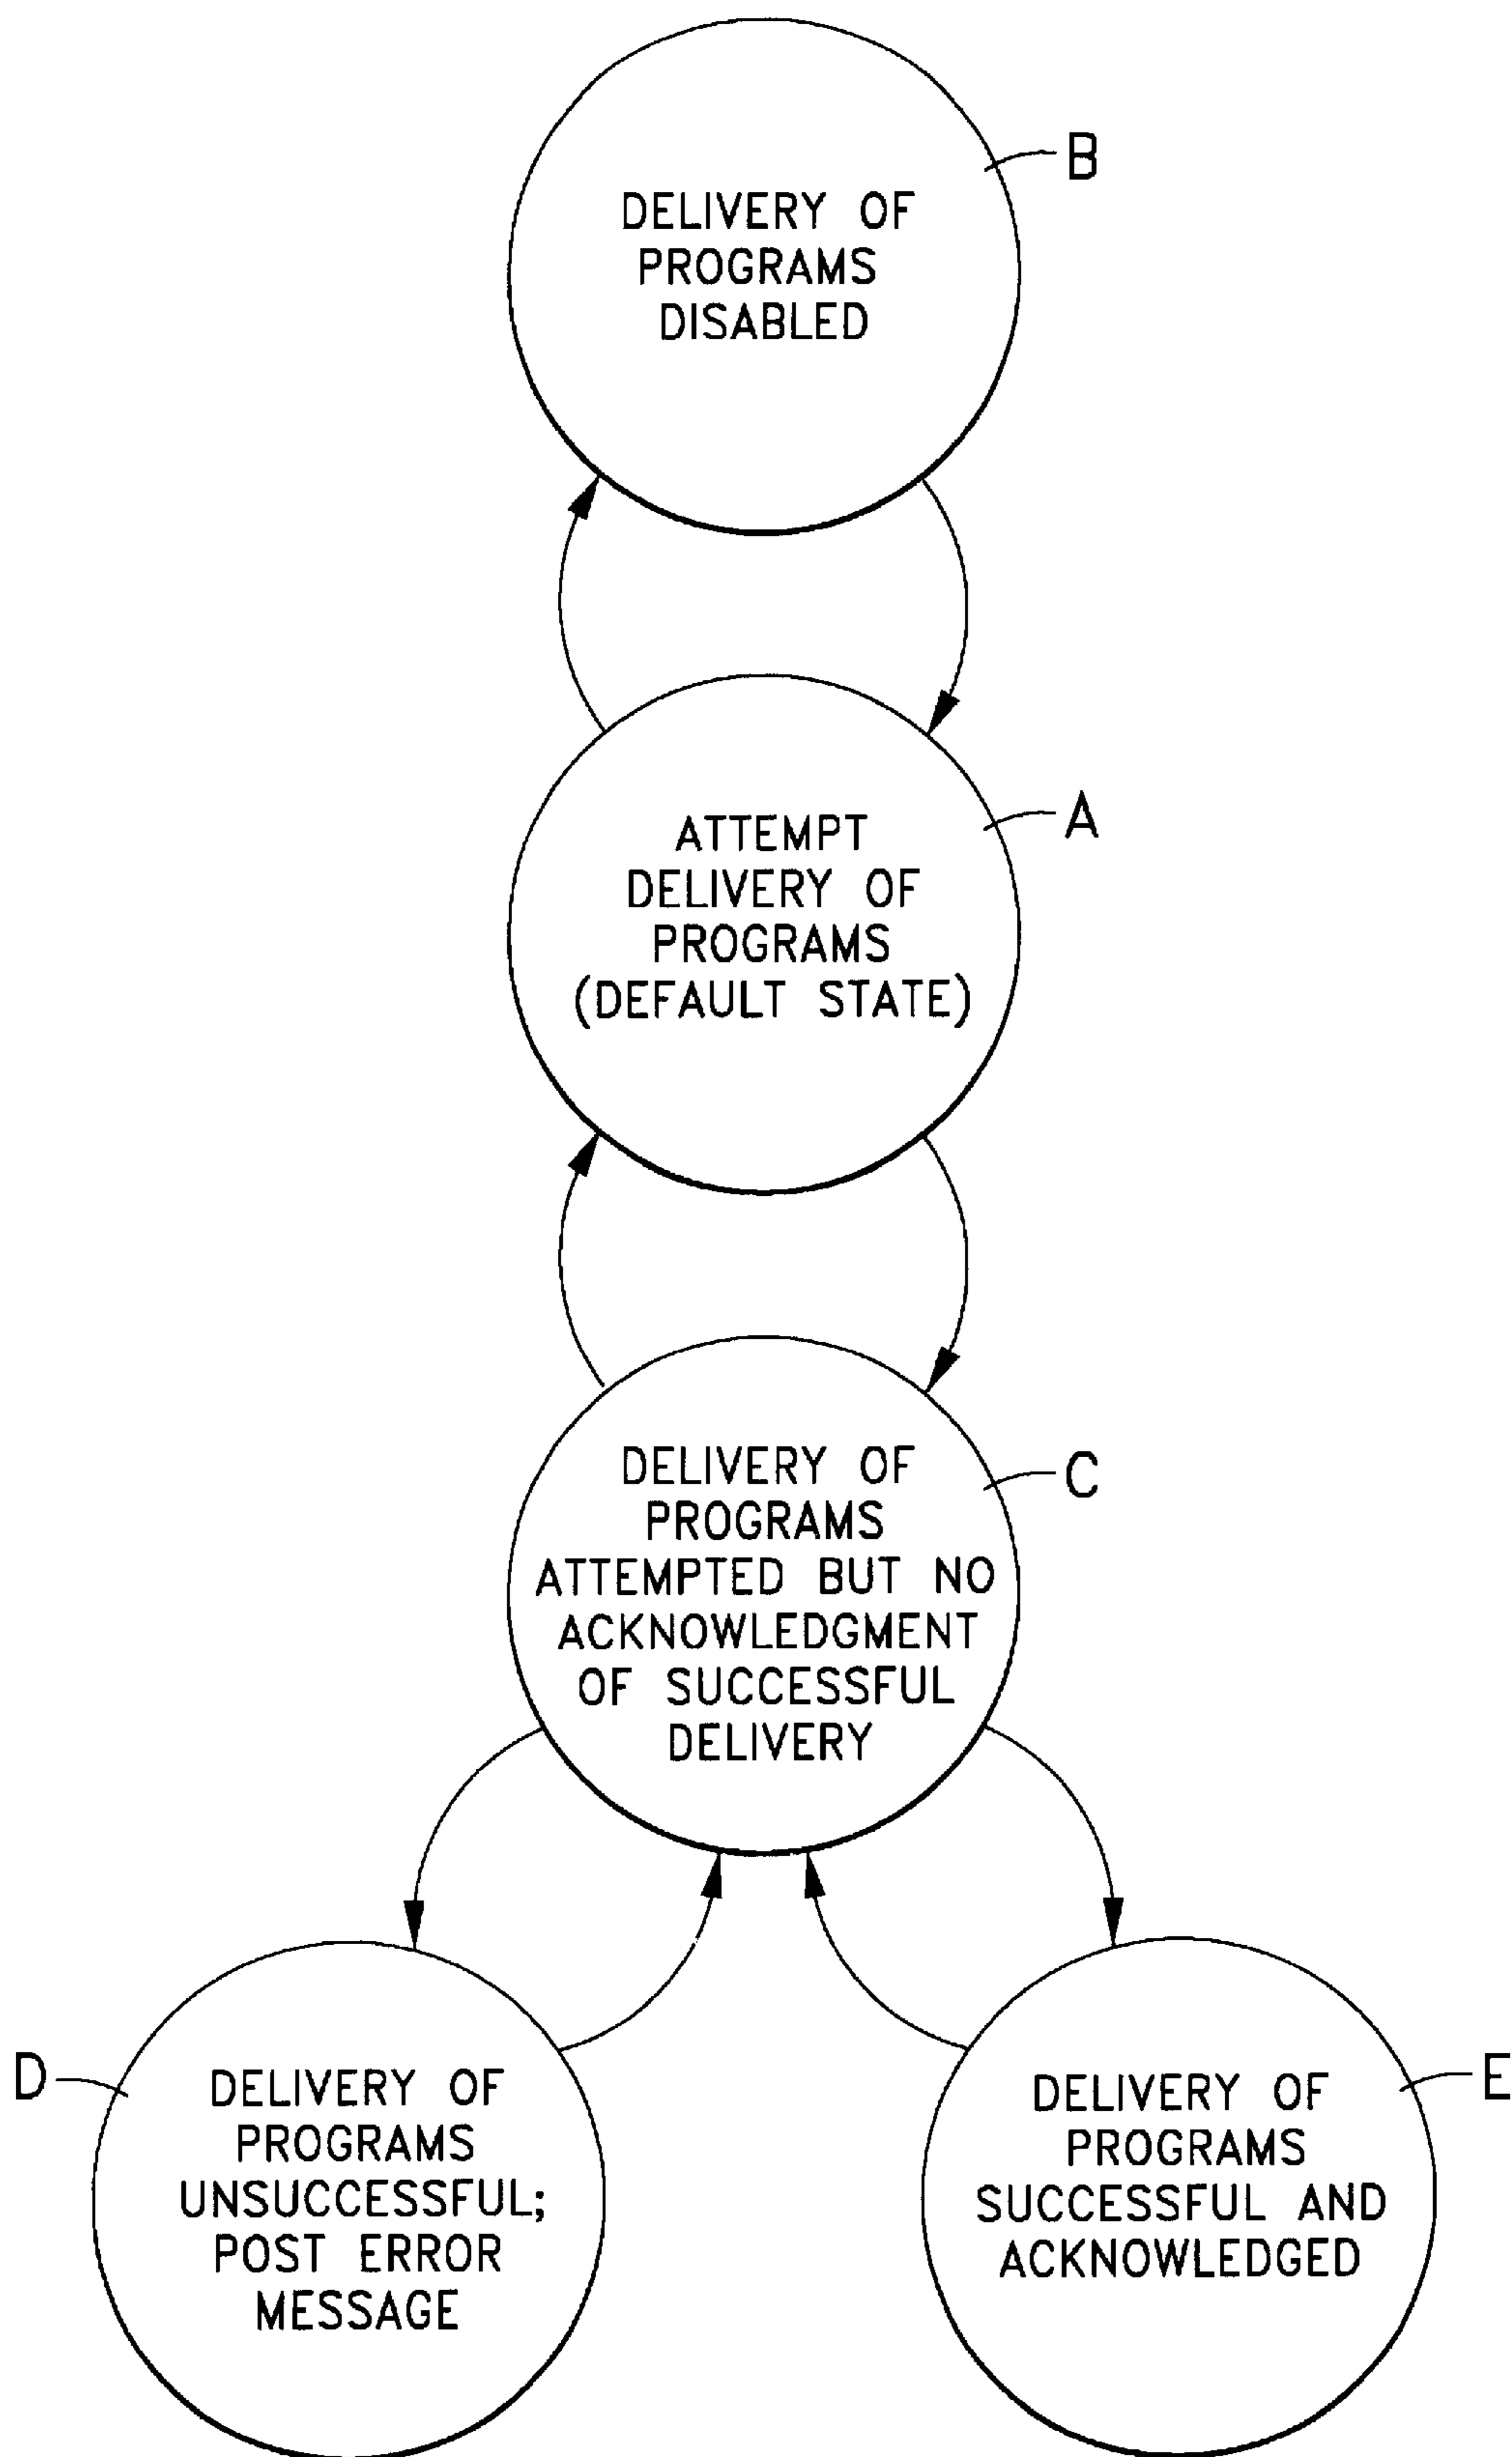 B
DELIVERY OF
PROGRAMS
DISABLED
A
ATTEMPT
DELIVERY OF
PROGRAMS
(DEFAULT STATE)
C
DELIVERY OF
PROGRAMS
ATTEMPTED BUT NO
ACKNOWLEDGMENT
OF SUCCESSFUL
DELIVERY
D
DELIVERY OF
PROGRAMS
UNSUCCESSFUL;
POST ERROR
MESSAGE
E
DELIVERY OF
PROGRAMS
SUCCESSFUL AND
ACKNOWLEDGED